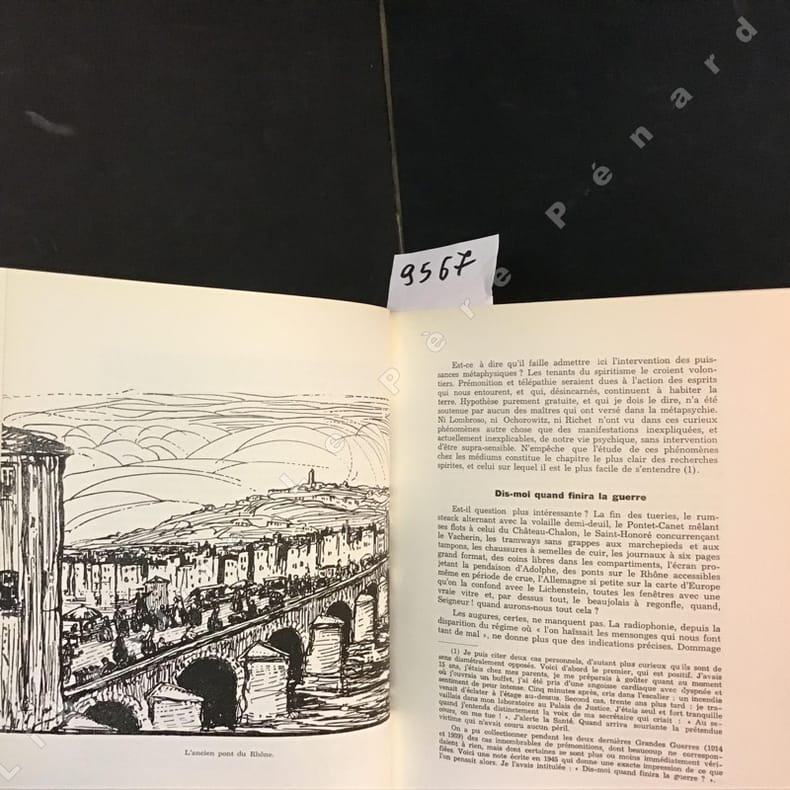 9567
L'ancien pont du Rhône.
Est-ce à dire qu'il faille admettre ici l'intervention des puis-
sances métaphysiques ? Les tenants du spiritisme le croient volon-
tiers. Prémonition et télépathie seraient dues à l'action des esprits
qui nous entourent, et qui, désincarnés, continuent à habiter la
terre. Hypothèse purement gratuite, et qui je dois le dire, n'a été
soutenue par aucun des maîtres qui ont versé dans la métapsychie.
Ni Lombroso, ni Ochorowitz, ni Richet n'ont vu dans ces curieux
phénomènes autre chose que des manifestations inexpliquées, et
actuellement inexplicables, de notre vie psychique, sans intervention
d'être supra-sensible. N'empêche que l'étude de ces phénomènes
chez les médiums constitue le chapitre le plus clair des recherches
spirites, et celui sur lequel il est le plus facile de s'entendre (1).
Dis-moi quand finira la guerre
Est-il question plus intéressante ? La fin des tueries, le rum-
steack alternant avec la volaille demi-deuil, le Pontet-Canet mêlant
ses flots à celui du Château-Chalon, le Saint-Honoré concurrençant
le Vacherin, les tramways sans grappes aux marchepieds et aux
tampons, les chaussures à semelles de cuir, les journaux à six pages
grand format, des coins libres dans les compartiments, l'écran pro-
jetant la pendaison d'Adolphe, des ponts sur le Rhône accessibles
même en période de crue, l'Allemagne si petite sur la carte d'Europe
qu'on la confond avec le Lichenstein, toutes les fenêtres avec une
vraie vitre et, par dessus tout, le beaujolais à regonfle, quand,
Seigneur ! quand aurons-nous tout cela ?
Les augures, certes, ne manquent pas. La radiophonie, depuis la
disparition du régime où « l'on haïssait les mensonges qui nous font
tant de mal », ne donne plus que des indications précises. Dommage
(1) Je puis citer deux cas personnels, d'autant plus curieux qu'ils sont de
sens diamétralement opposés. Voici d'abord le premier, qui est positif. J'avais
15 ans, j'étais chez mes parents, je me préparais à goûter quant au moment
où j'ouvrais un buffet, j'ai été pris d'une angoisse cardiaque avec dyspnée et
sentiment de peur intense. Cinq minutes après, cris dans l'escalier : un incendie
venait d'éclater à l'étage au-dessus. Second cas, trente ans plus tard : je tra-
vaillais dans mon laboratoire au Palais de Justice. J'étais seul et fort tranquille
quand j'entends distinctement la voix de ma secrétaire qui criait : « Au se-
cours, on me tue ! ». J'alerte la Santé. Quand arriva souriante la prétendue
victime qui n'avait couru aucun péril.
On a pu collectionner pendant les deux dernières Grandes Guerres (1914
et 1939) des cas innombrables de prémonitions, dont beaucoup ne correspon-
daient à rien, mais dont certaines se sont plus ou moins immédiatement véri-
fiées. Voici une note écrite en 1945 qui donne une exacte impression de ce que
l'on pensait alors. Je l'avais intitulée : « Dis-moi quand finira la guerre ? ».